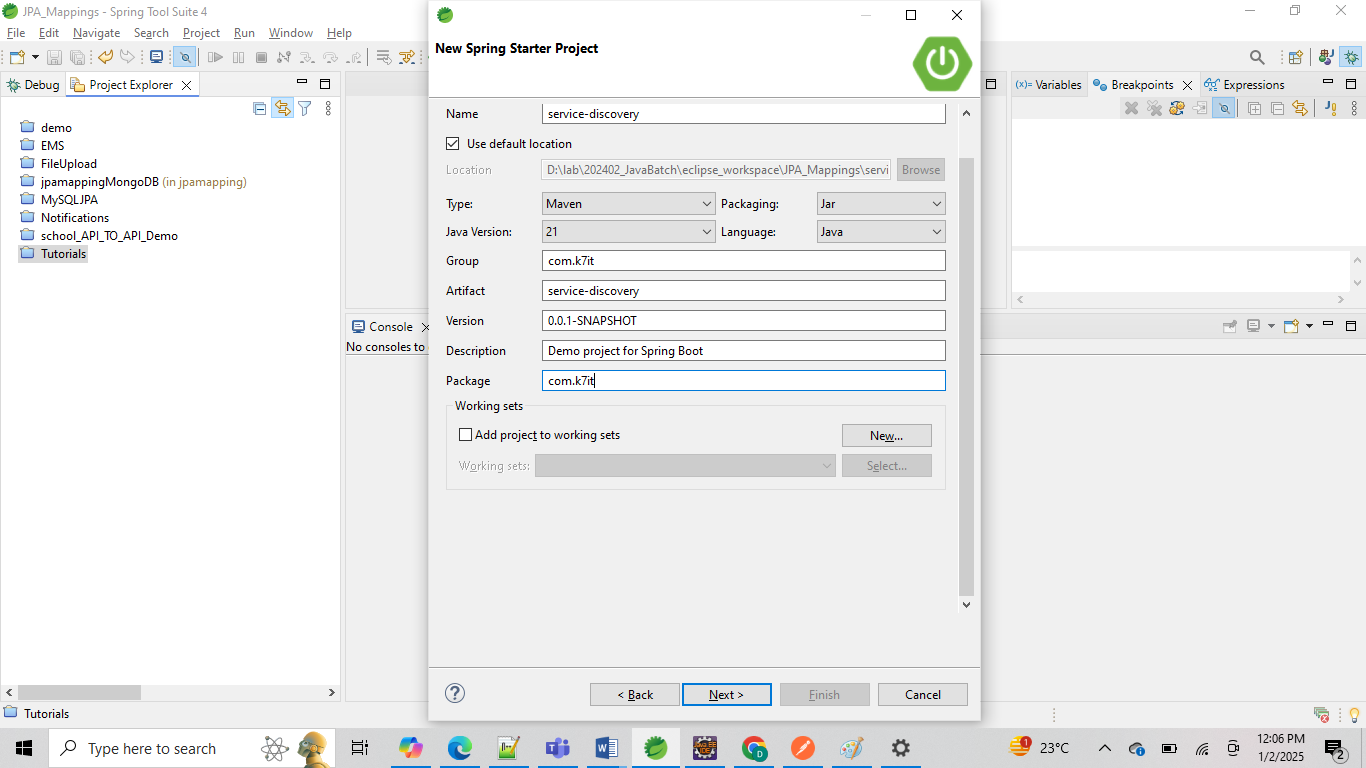 JPA_Mappings - Spring Tool Suite 4
File Edit Navigate Search Project Run Window Help
Debug Project Explorer
demo
EMS
FileUpload
jpamappingMongoDB (in jpamapping)
MySQLJPA
Notifications
school_API_TO_API_Demo
Tutorials
New Spring Starter Project
Name service-discovery
Use default location
Location D:\lab\202402_JavaBatch\eclipse_workspace\JPA_Mappings\servi Browse
Type: Maven Packaging: Jar
Java Version: 21 Language: Java
Group com.k7it
Artifact service-discovery
Version 0.0.1-SNAPSHOT
Description Demo project for Spring Boot
Package com.k7it
Working sets
Add project to working sets New...
Working sets: Select...
< Back Next > Finish Cancel
(x)= Variables Breakpoints Expressions
Console
No consoles to
Tutorials
Type here to search
1 23°C
12:06 PM
1/2/2025
2